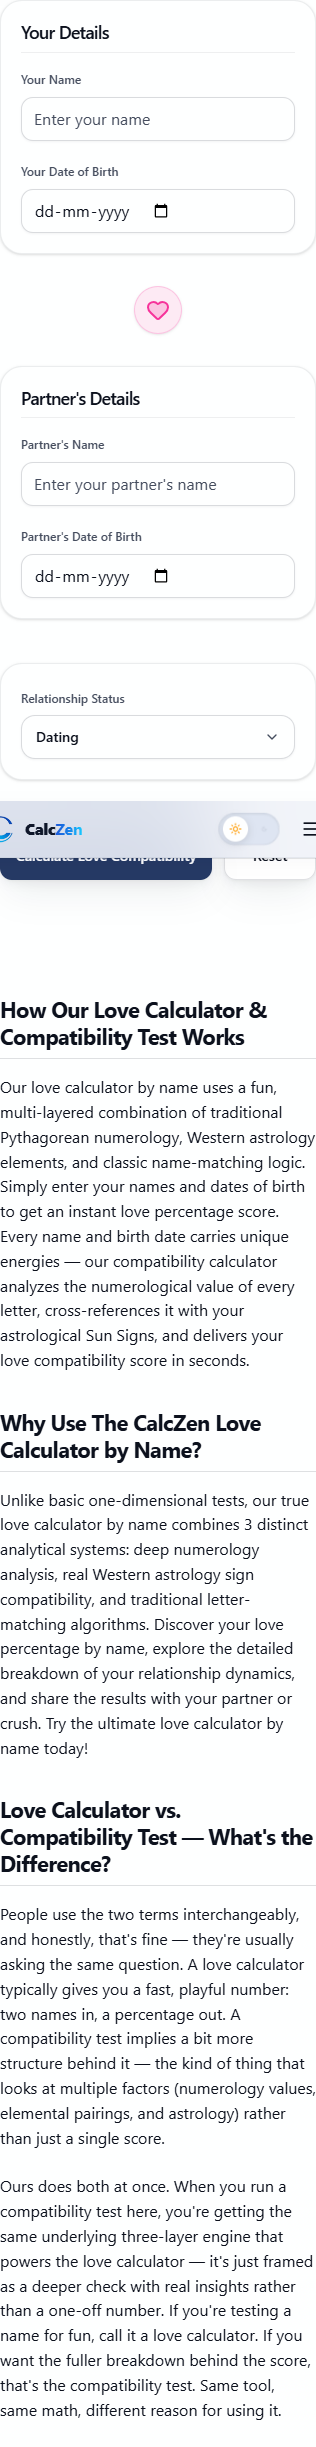 Your Details
Your Name
Enter your name
Your Date of Birth
dd-mm-yyyy
Partner's Details
Partner's Name
Enter your partner's name
Partner's Date of Birth
dd-mm-yyyy
Relationship Status
Dating
CalcZen
Calculate Love Compatibility
Reset
How Our Love Calculator &
Compatibility Test Works
Our love calculator by name uses a fun,
multi-layered combination of traditional
Pythagorean numerology, Western astrology
elements, and classic name-matching logic.
Simply enter your names and dates of birth
to get an instant love percentage score.
Every name and birth date carries unique
energies — our compatibility calculator
analyzes the numerological value of every
letter, cross-references it with your
astrological Sun Signs, and delivers your
love compatibility score in seconds.
Why Use The CalcZen Love
Calculator by Name?
Unlike basic one-dimensional tests, our true
love calculator by name combines 3 distinct
analytical systems: deep numerology
analysis, real Western astrology sign
compatibility, and traditional letter-
matching algorithms. Discover your love
percentage by name, explore the detailed
breakdown of your relationship dynamics,
and share the results with your partner or
crush. Try the ultimate love calculator by
name today!
Love Calculator vs.
Compatibility Test — What's the
Difference?
People use the two terms interchangeably,
and honestly, that's fine — they're usually
asking the same question. A love calculator
typically gives you a fast, playful number:
two names in, a percentage out. A
compatibility test implies a bit more
structure behind it — the kind of thing that
looks at multiple factors (numerology values,
elemental pairings, and astrology) rather
than just a single score.
Ours does both at once. When you run a
compatibility test here, you're getting the
same underlying three-layer engine that
powers the love calculator — it's just framed
as a deeper check with real insights rather
than a one-off number. If you're testing a
name for fun, call it a love calculator. If you
want the fuller breakdown behind the score,
that's the compatibility test. Same tool,
same math, different reason for using it.